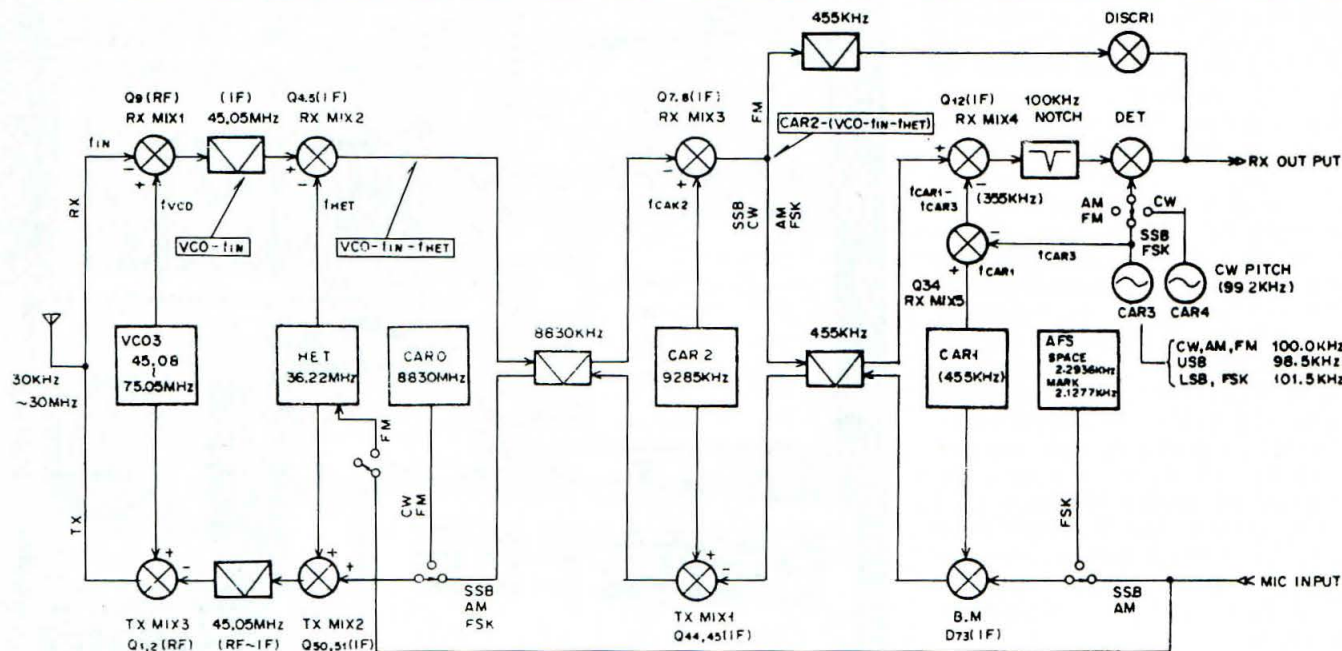 455KHz
DISCRI
Q9(RF)
RX MIX1
(IF)
45.05MHz
Q4.5(IF)
RX MIX2
Q7.8(IF)
RX MIX3
FM
CAR2-(VCO-fIN-fHET)
Q12(IF)
RX MIX4
100KHz
NOTCH
DET
fIN
RX OUT PUT
RX
fVCO
fHET
fCAK2
SSB
CW
AM
FSK
fCAR1-
fCAR3
(355KHz)
AM
FM
CW
SSB
FSK
VCO-fIN
VCO-fIN-fHET
fCAR1
fCAR3
Q34
RX MIX5
CW PITCH
(99.2KHz)
CAR3
CAR4
30KHz
~30MHz
VCO3
45.08
~
75.05MHz
HET
36.22MHz
CAR0
8830MHz
8830KHz
CAR 2
9285KHz
455KHz
CAR1
(455KHz)
AFS
SPACE
2.2936KHz
MARK
2.1277KHz
CW,AM,FM 100.0KHz
USB 98.5KHz
LSB, FSK 101.5KHz
FM
CW
FM
FSK
TX
SSB
AM
FSK
SSB
AM
MIC INPUT
TX MIX3
Q1,2(RF)
45.05MHz
(RF~IF)
TX MIX2
Q50,51(IF)
TX MIX1
Q44,45(IF)
B.M
D73(IF)